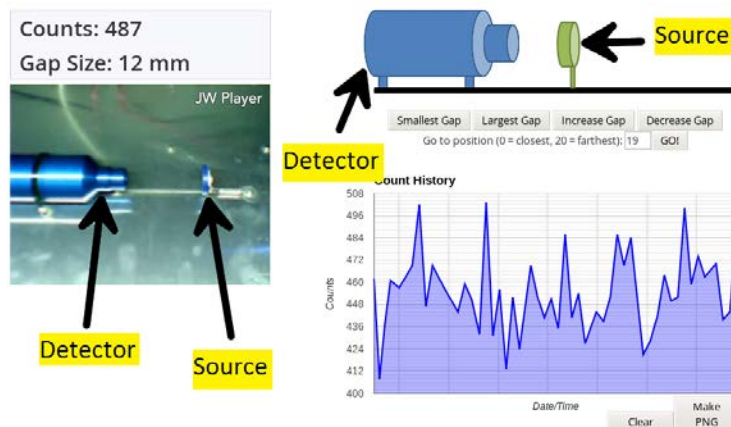 Counts: 487
Gap Size: 12 mm
JW Player
Detector
Source
Source
Detector
Smallest Gap
Largest Gap
Increase Gap
Decrease Gap
Go to position (0 = closest, 20 = farthest): 19 GO!
Count History
508
496
484
472
460
448
436
424
412
400
Counts
Date/Time
Clear
Make
PNG